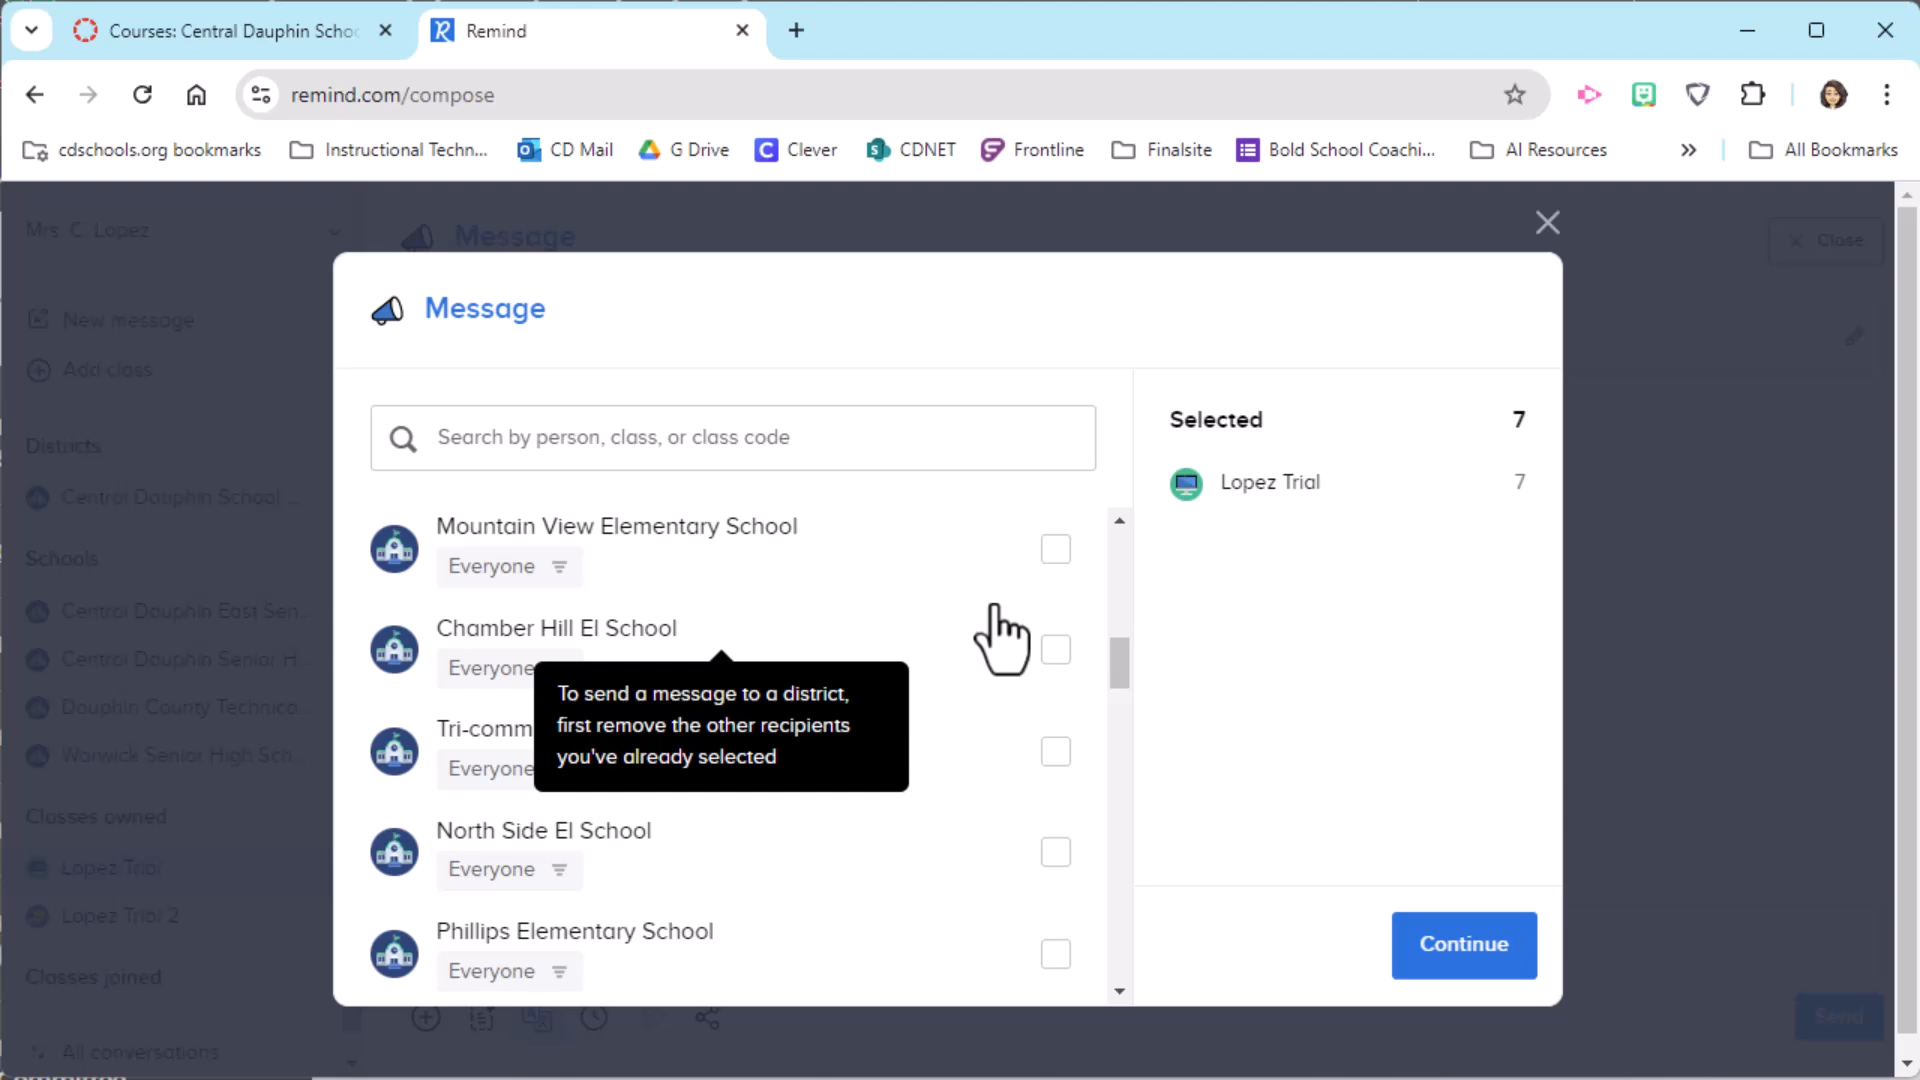 Courses: Central Dauphin Schoo
Remind
remind.com/compose
cdschools.org bookmarks
Instructional Techn...
CD Mail
G Drive
Clever
CDNET
Frontline
Finalsite
Bold School Coachi...
AI Resources
»
All Bookmarks
Mrs. C. Lopez
Message
Close
New message
Add class
Districts
Central Dauphin School ...
Schools
Central Dauphin East Sen...
Central Dauphin Senior H...
Dauphin County Technica...
Warwick Senior High Sch...
Classes owned
Lopez Trial
Lopez Trial 2
Classes joined
All conversations
Message
Search by person, class, or class code
Mountain View Elementary School
Everyone
Chamber Hill El School
Everyone
To send a message to a district,
first remove the other recipients
you've already selected
Tri-comm
Everyone
North Side El School
Everyone
Phillips Elementary School
Everyone
Selected 7
Lopez Trial 7
Continue
Send